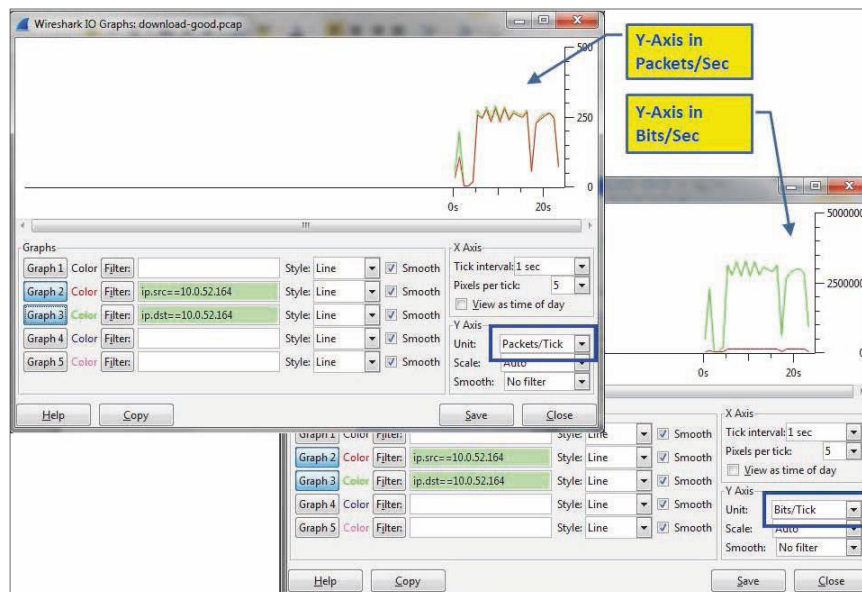 Wireshark IO Graphs: download-good.pcap
500
250
0
0s 20s
Y-Axis in
Packets/Sec
Y-Axis in
Bits/Sec
Graphs
Graph 1 Color Filter: Style: Line Smooth
Graph 2 Color Filter: ip.src==10.0.52.164 Style: Line Smooth
Graph 3 Color Filter: ip.dst==10.0.52.164 Style: Line Smooth
Graph 4 Color Filter: Style: Line Smooth
Graph 5 Color Filter: Style: Line Smooth
X Axis
Tick interval: 1 sec
Pixels per tick: 5
View as time of day
Y Axis
Unit: Packets/Tick
Scale: Auto
Smooth: No filter
Help Copy Save Close
5000000
2500000
0
0s 20s
Graph 1 Color Filter: Style: Line Smooth
Graph 2 Color Filter: ip.src==10.0.52.164 Style: Line Smooth
Graph 3 Color Filter: ip.dst==10.0.52.164 Style: Line Smooth
Graph 4 Color Filter: Style: Line Smooth
Graph 5 Color Filter: Style: Line Smooth
X Axis
Tick interval: 1 sec
Pixels per tick: 5
View as time of day
Y Axis
Unit: Bits/Tick
Scale: Auto
Smooth: No filter
Help Copy Save Close